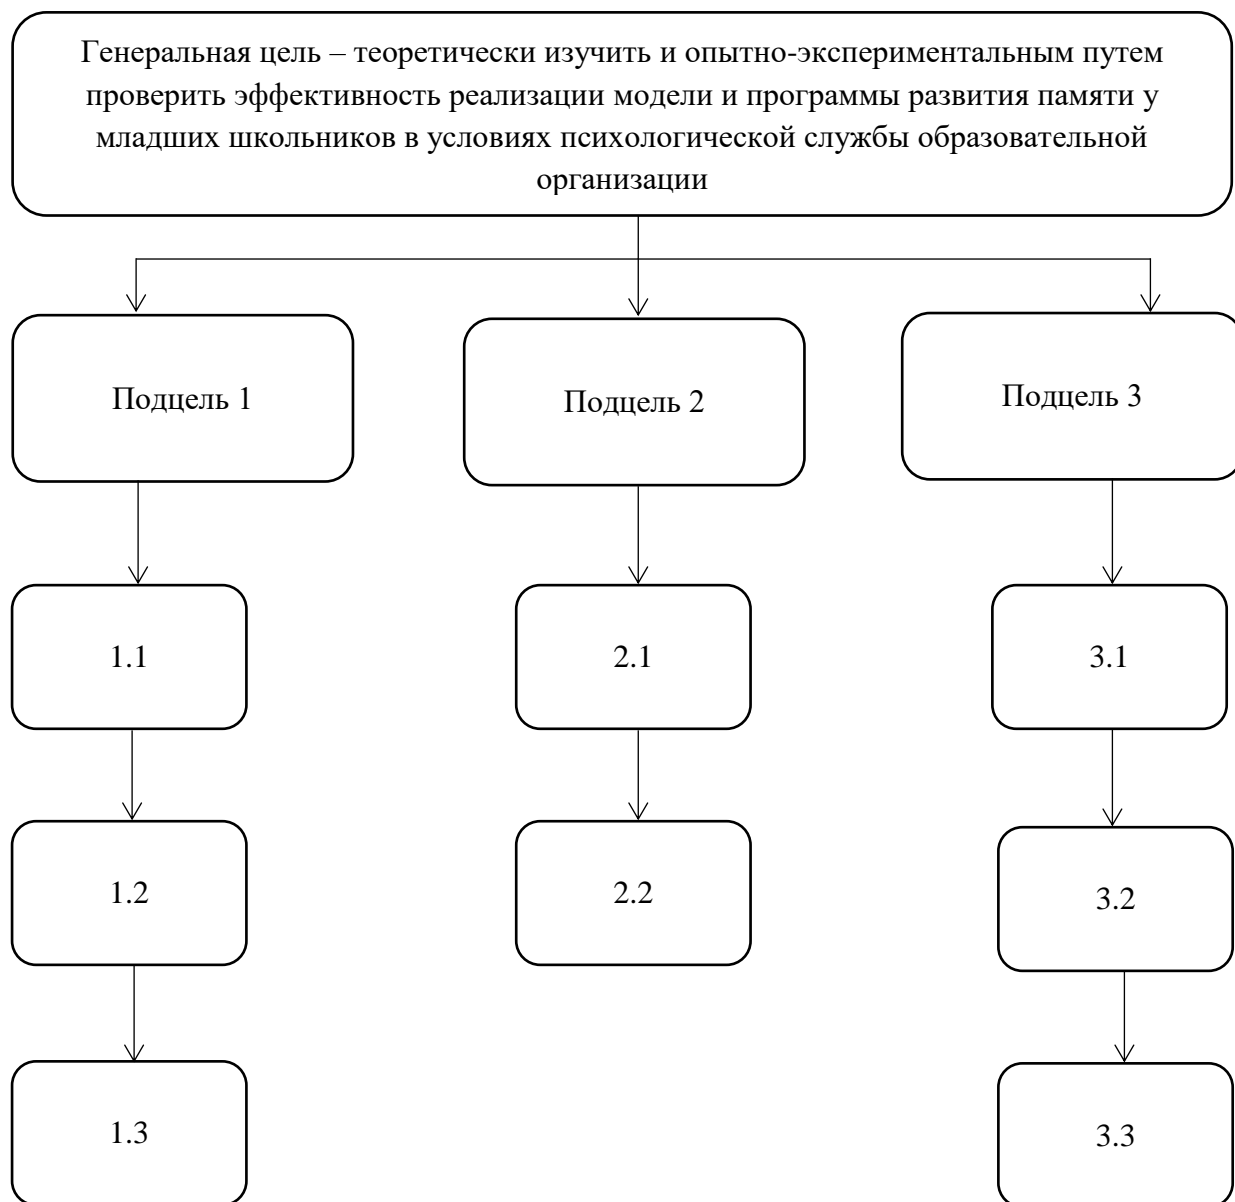 Генеральная цель – теоретически изучить и опытно-экспериментальным путем
проверить эффективность реализации модели и программы развития памяти у
младших школьников в условиях психологической службы образовательной
организации
Подцель 1
Подцель 2
Подцель 3
1.1
2.1
3.1
1.2
2.2
3.2
1.3
3.3